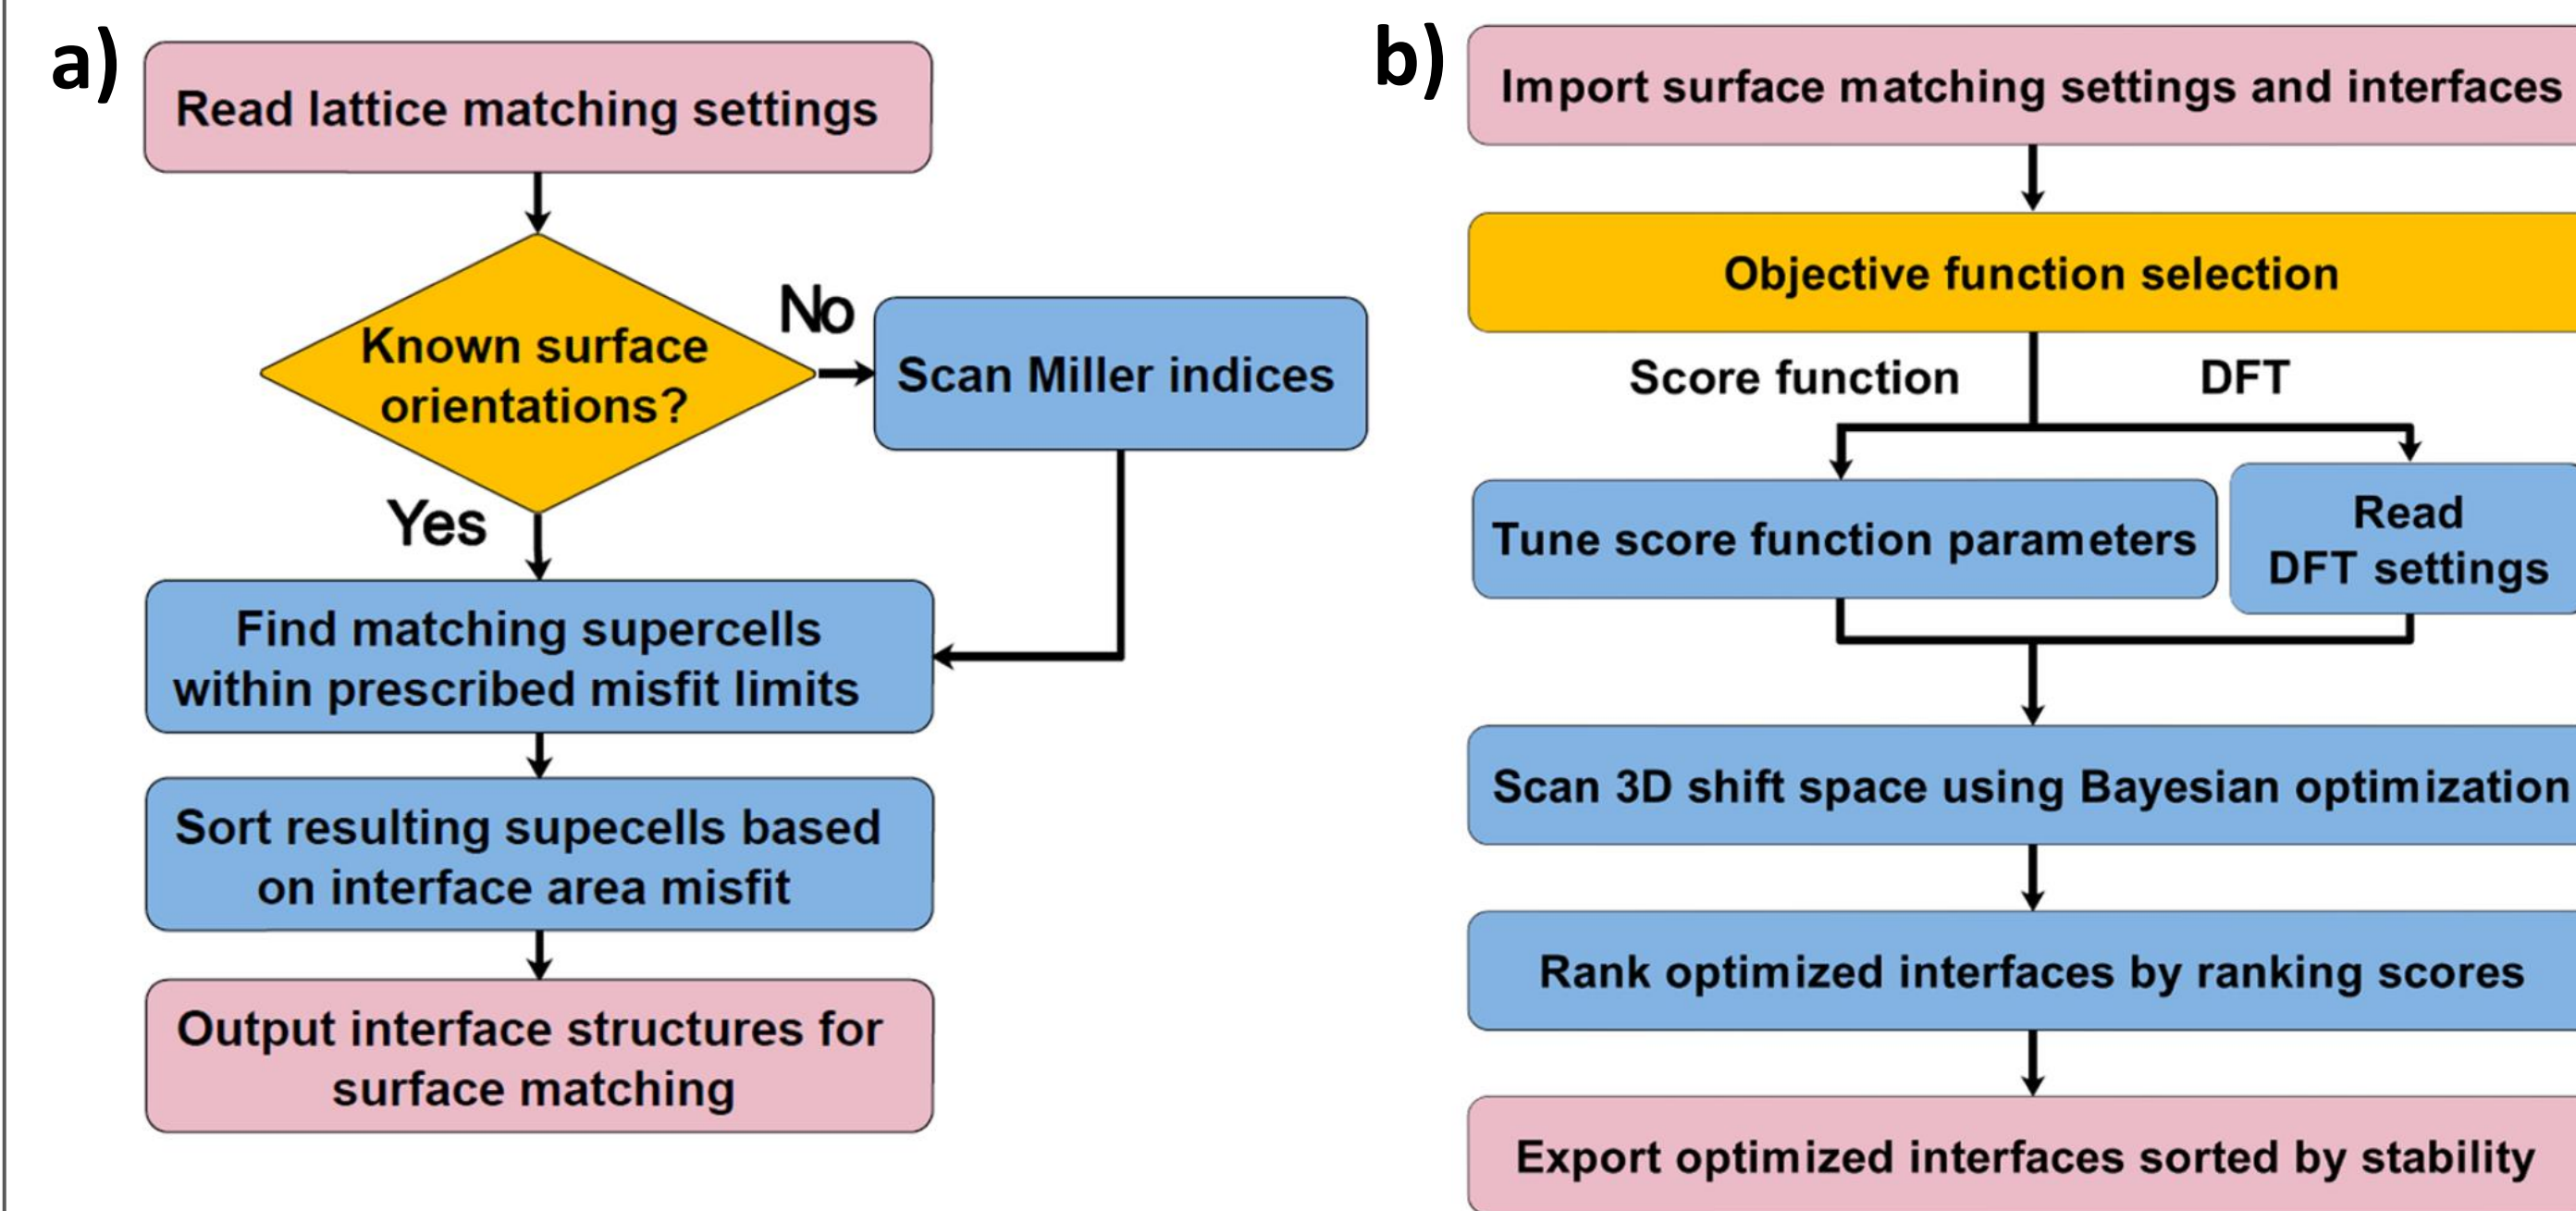 a)
Read lattice matching settings
Known surface
orientations?
No
Scan Miller indices
Yes
Find matching supercells
within prescribed misfit limits
Sort resulting supecells based
on interface area misfit
Output interface structures for
surface matching
b)
Import surface matching settings and interfaces
Objective function selection
Score function
DFT
Tune score function parameters
Read
DFT settings
Scan 3D shift space using Bayesian optimization
Rank optimized interfaces by ranking scores
Export optimized interfaces sorted by stability